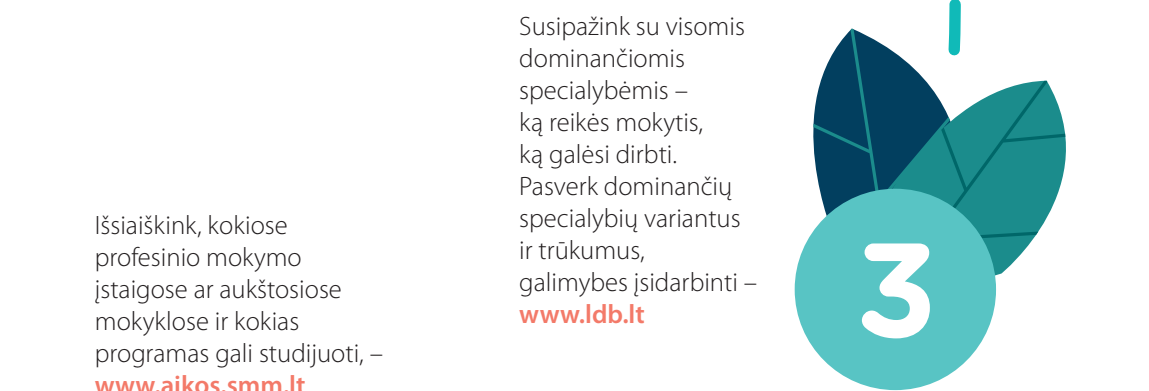 Susipažink su visomis
dominančiomis
specialybėmis –
ką reikės mokytis,
ką galėsi dirbti.
Pasverk dominančių
specialybių variantus
ir trūkumus,
galimybes įsidarbinti –
www.ldb.lt
3
Išsiaiškink, kokiose
profesinio mokymo
įstaigose ar aukštosiose
mokyklose ir kokias
programas gali studijuoti, –
www.aikos.smm.lt